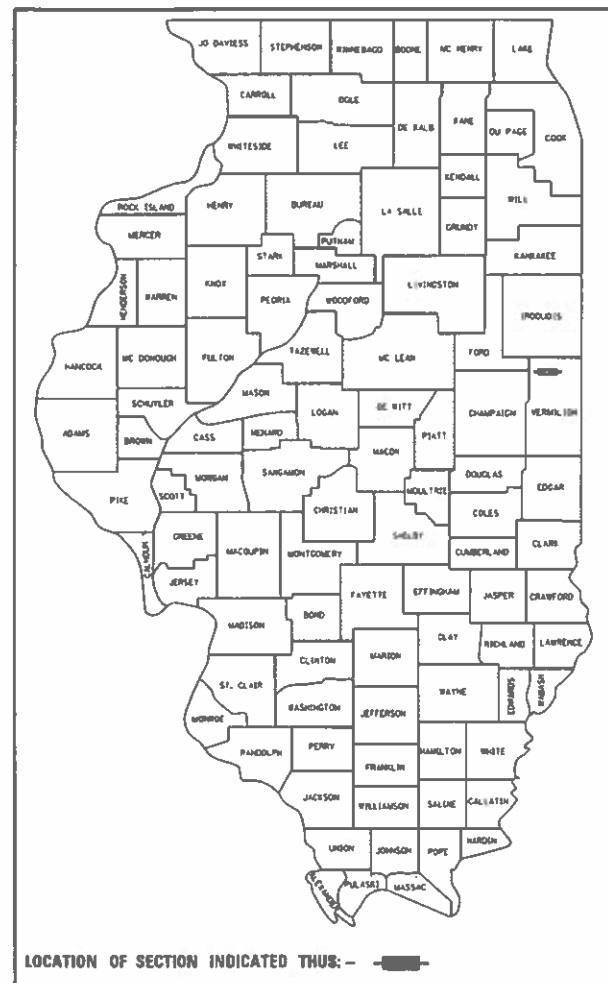 JO DAVIESS STEPHENSON WINNEBAGO BOONE MC HENRY LAKE
CARROLL OGLE DE KALB KANE DU PAGE COOK
WHITESIDE LEE
KENDALL
ROCK ISLAND HENRY BUREAU LA SALLE GRUNDY WILL
MERCER PUTNAM
STARK MARSHALL KANKAKEE
HENDERSON WARREN KNOX PEORIA WOODFORD LIVINGSTON IROQUOIS
HANCOCK MC DONOUGH FULTON TAZEWELL MC LEAN FORD
MASON
SCHUYLER LOGAN DE WITT CHAMPAIGN VERMILION
ADAMS BROWN CASS MENARD MACON PIATT
PIKE SCOTT MORGAN SANGAMON MOULTRIE DOUGLAS EDGAR
CHRISTIAN COLES
CALHOUN GREENE MACOUPIN MONTGOMERY SHELBY CUMBERLAND CLARK
JERSEY FAYETTE EFFINGHAM JASPER CRAWFORD
MADISON BOND CLAY RICHLAND LAWRENCE
CLINTON MARION
ST. CLAIR WASHINGTON JEFFERSON WAYNE EDWARDS WABASH
MONROE
RANDOLPH PERRY HAMILTON WHITE
FRANKLIN
JACKSON WILLIAMSON SALINE GALLATIN
UNION JOHNSON POPE HARDIN
ALEXANDER PULASKI MASSAC
LOCATION OF SECTION INDICATED THUS: -